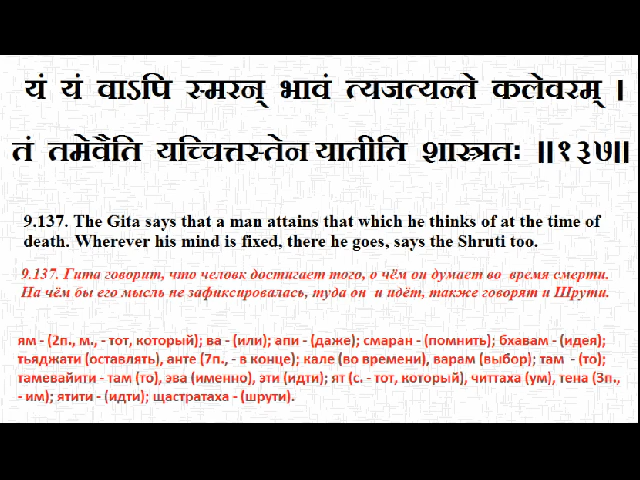 यं यं वाऽपि स्मरन् भावं त्यजत्यन्ते कलेवरम् ।
तं तमेवैति यच्चित्तस्तेन यातीति शास्त्रतः ॥१३७॥
9.137. The Gita says that a man attains that which he thinks of at the time of
death. Wherever his mind is fixed, there he goes, says the Shruti too.
9.137. Гита говорит, что человк достигает того, о чём он думает во время смерти.
На чём бы его мысль не зафиксировалась, туда он и идёт, также говорят и Шрути.
ям - (2п., м., - тот, который); ва - (или); апи - (даже); смаран - (помнить); бхавам - (идея);
тьяджати (оставлять), анте (7п., - в конце); кале (во времени), варам (выбор); там - (то);
тамевайити - там (то), эва (именно), эти (идти); ят (с. - тот, который), читтаха (ум), тена (3п.,
- им); ятити - (идти); щастратаха - (шрути).